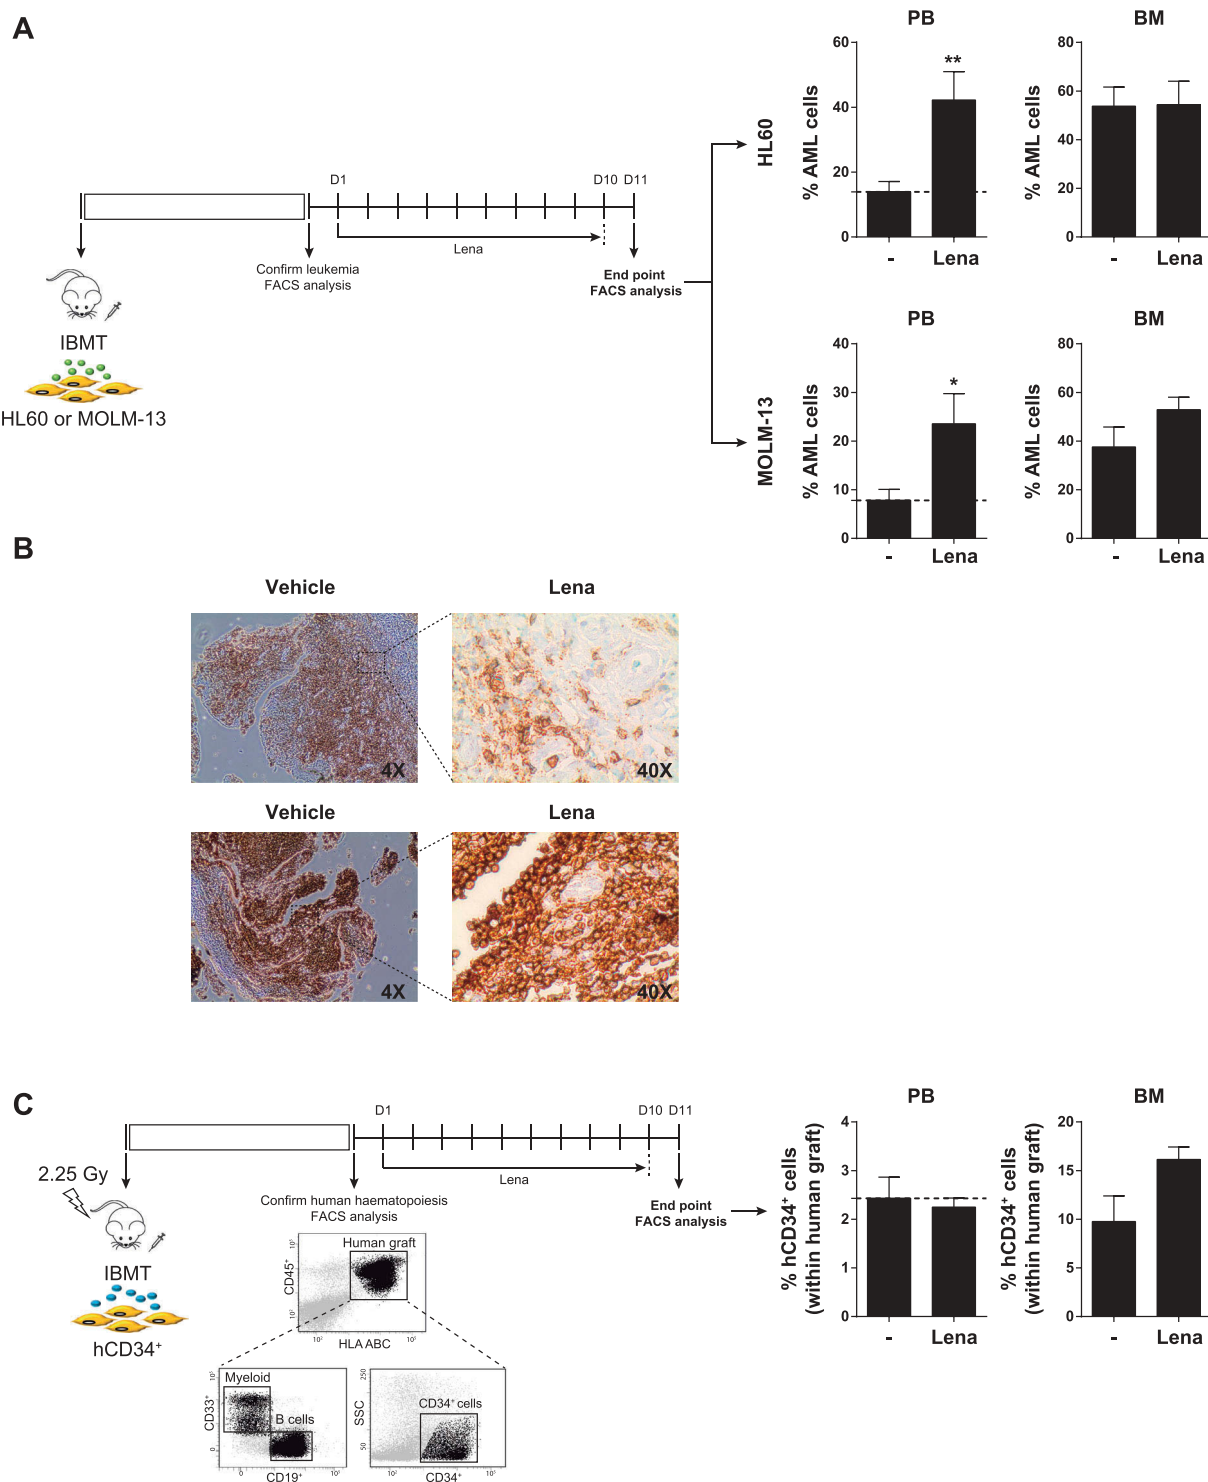 A
D1
D10 D11
Lena
Confirm leukemia
FACS analysis
End point
FACS analysis
IBMT
HL60 or MOLM-13
HL60
PB
% AML cells
60
40
20
0
**
-
Lena
BM
% AML cells
80
60
40
20
0
-
Lena
MOLM-13
PB
% AML cells
40
30
20
10
0
*
-
Lena
BM
% AML cells
80
60
40
20
0
-
Lena
B
Vehicle
Lena
4X
40X
Vehicle
Lena
4X
40X
C
D1
D10 D11
Lena
2.25 Gy
IBMT
hCD34+
Confirm human haematopoiesis
FACS analysis
End point
FACS analysis
Human graft
CD45+
HLA ABC
Myeloid
B cells
CD33+
0
0
CD19+
CD34+ cells
SSC
250
50
CD34+
PB
% hCD34+ cells
(within human graft)
4
3
2
1
0
-
Lena
BM
% hCD34+ cells
(within human graft)
20
15
10
5
0
-
Lena